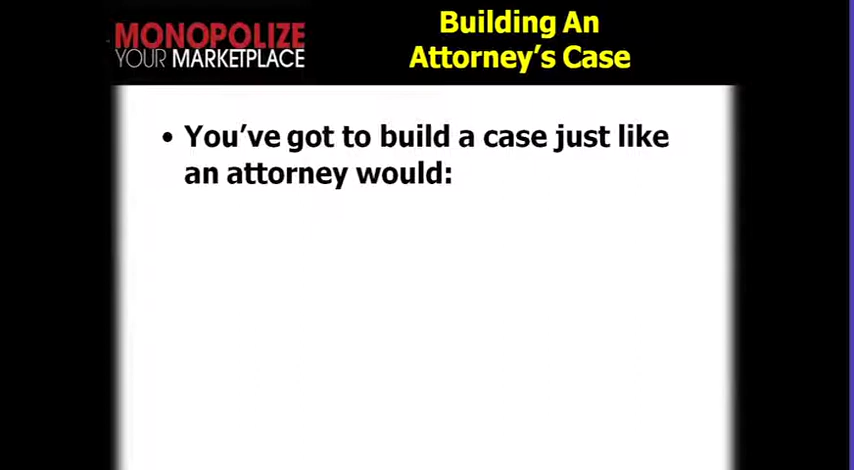 MONOPOLIZE
YOUR MARKETPLACE
Building An
Attorney's Case
• You've got to build a case just like
an attorney would: